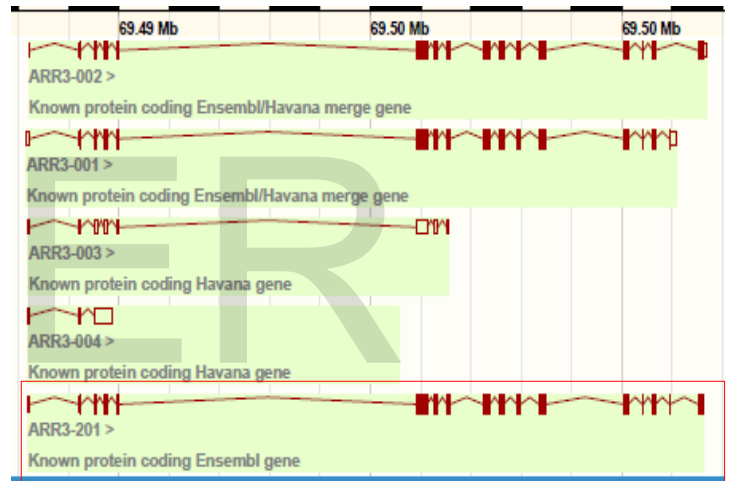 69.49 Mb 69.50 Mb 69.50 Mb
ARR3-002 >
Known protein coding Ensembl/Havana merge gene
ARR3-001 >
Known protein coding Ensembl/Havana merge gene
ARR3-003 >
Known protein coding Havana gene
ARR3-004 >
Known protein coding Havana gene
ARR3-201 >
Known protein coding Ensembl gene
ER